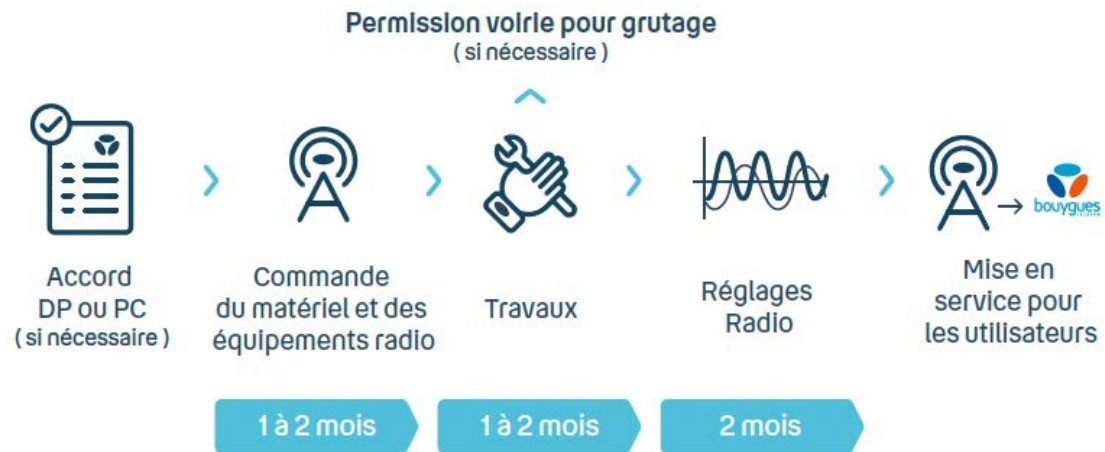 Permission voirie pour grutage
( si nécessaire )
Accord
DP ou PC
( si nécessaire )
Commande
du matériel et des
équipements radio
Travaux
Réglages
Radio
bouygues
Mise en
service pour
les utilisateurs
1 à 2 mois
1 à 2 mois
2 mois